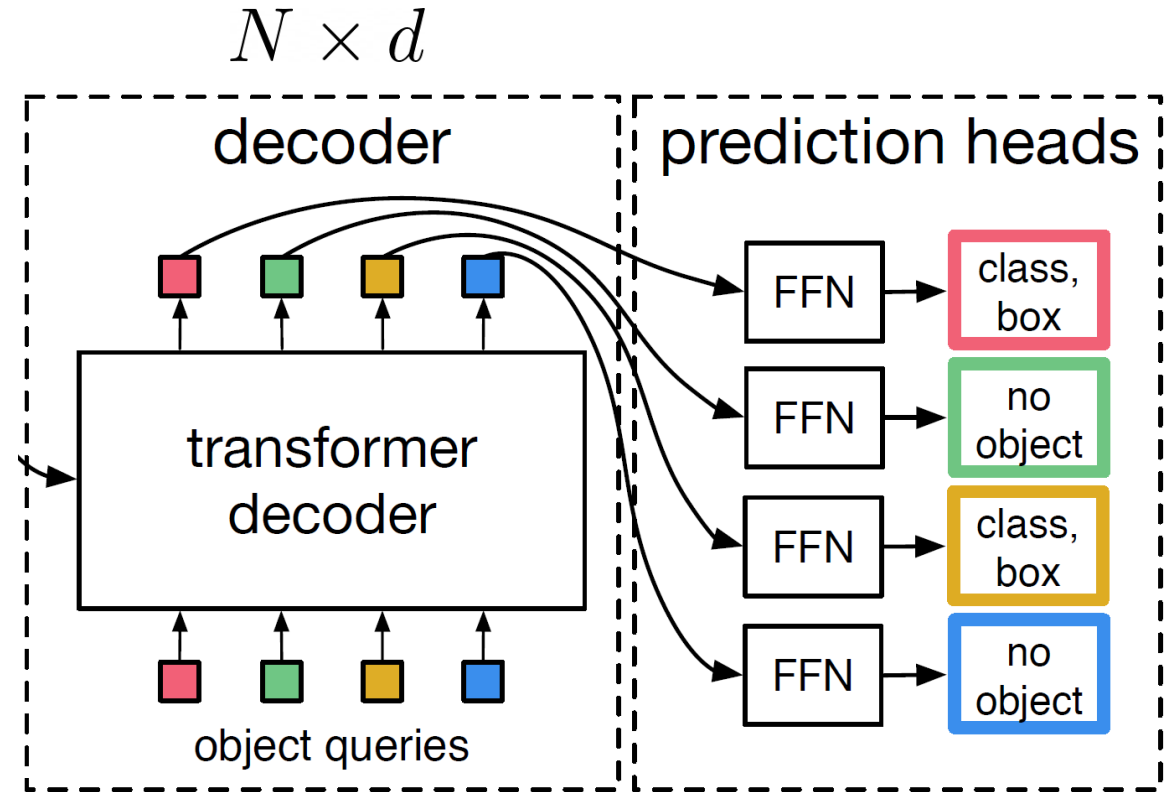 N × d
decoder
prediction heads
transformer
decoder
object queries
FFN
class,
box
FFN
no
object
FFN
class,
box
FFN
no
object